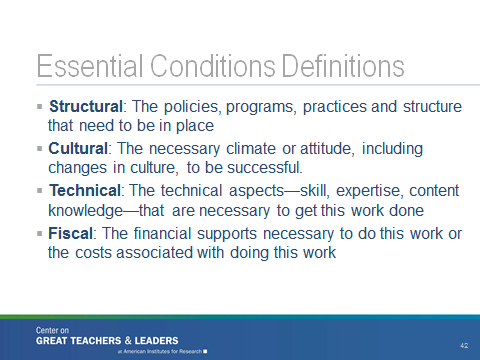 Essential Conditions Definitions
▪ Structural: The policies, programs, practices and structure
that need to be in place
▪ Cultural: The necessary climate or attitude, including
changes in culture, to be successful.
▪ Technical: The technical aspects—skill, expertise, content
knowledge—that are necessary to get this work done
▪ Fiscal: The financial supports necessary to do this work or
the costs associated with doing this work
Center on
GREAT TEACHERS & LEADERS
at American Institutes for Research ■
42